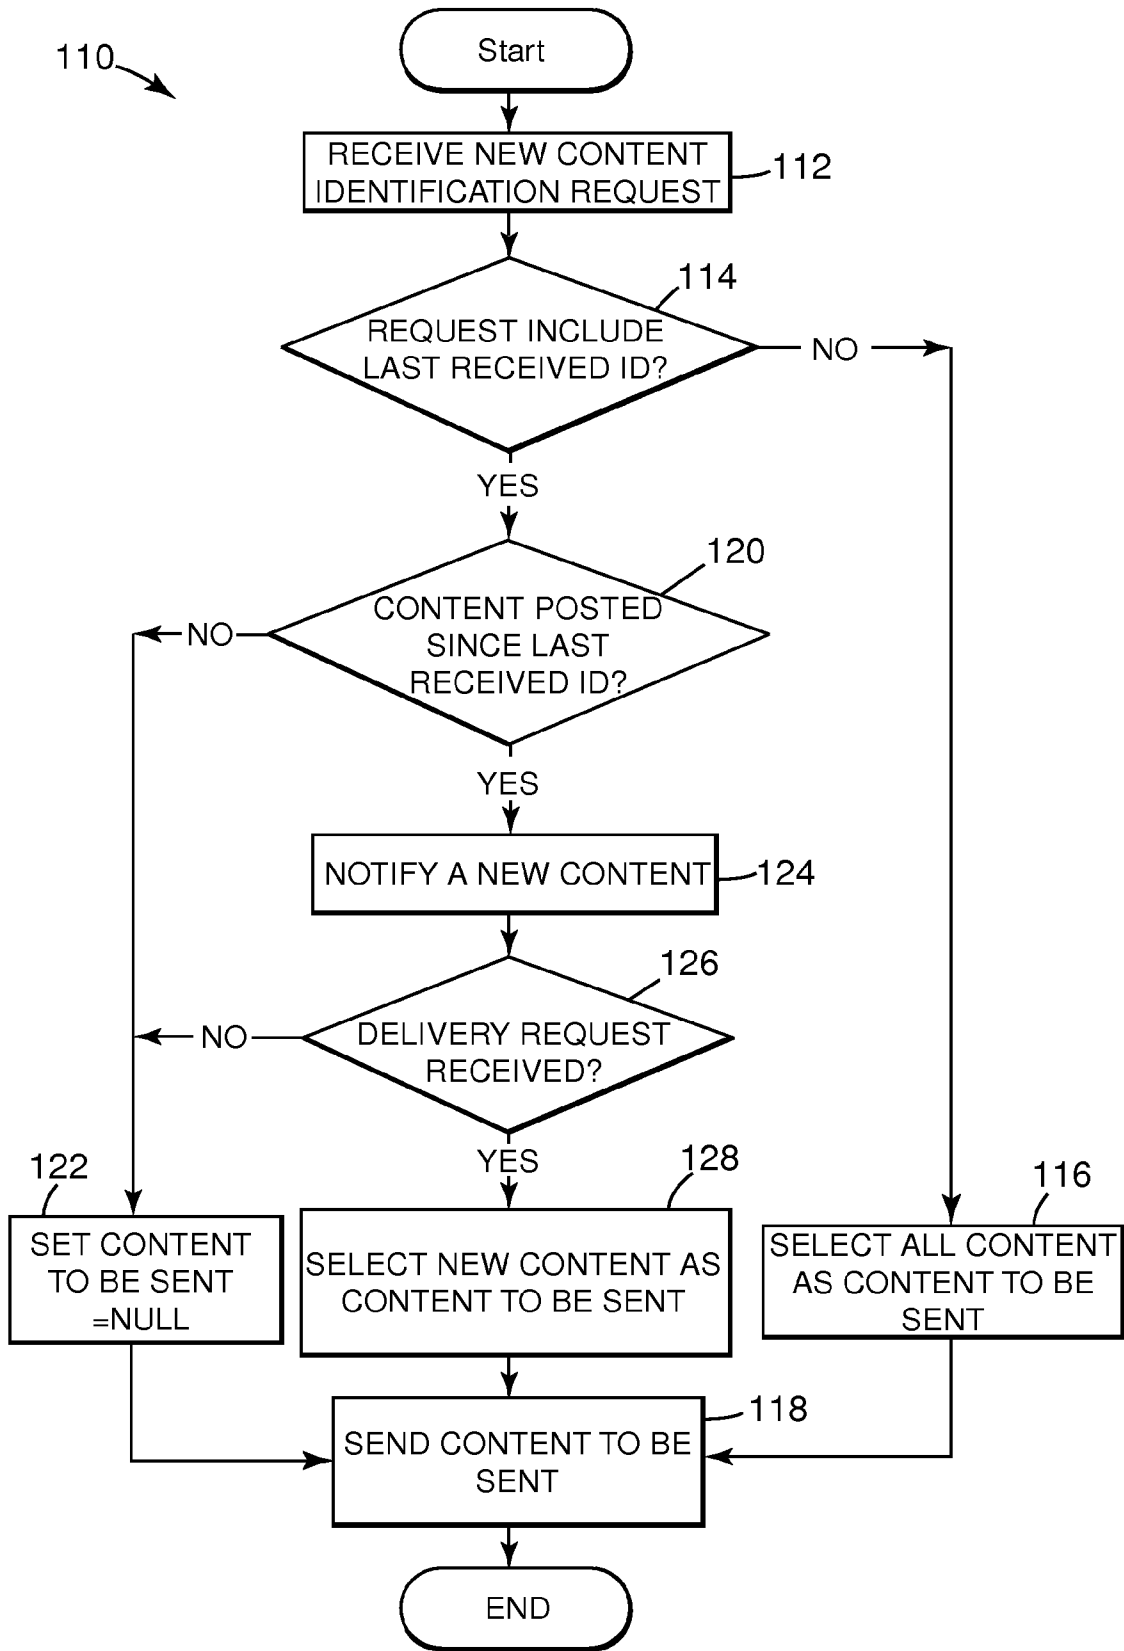 110
Start
RECEIVE NEW CONTENT
IDENTIFICATION REQUEST
112
114
REQUEST INCLUDE
LAST RECEIVED ID?
NO
YES
120
CONTENT POSTED
SINCE LAST
RECEIVED ID?
NO
YES
NOTIFY A NEW CONTENT
124
126
DELIVERY REQUEST
RECEIVED?
NO
YES
122
SET CONTENT
TO BE SENT
=NULL
128
SELECT NEW CONTENT AS
CONTENT TO BE SENT
116
SELECT ALL CONTENT
AS CONTENT TO BE
SENT
118
SEND CONTENT TO BE
SENT
END